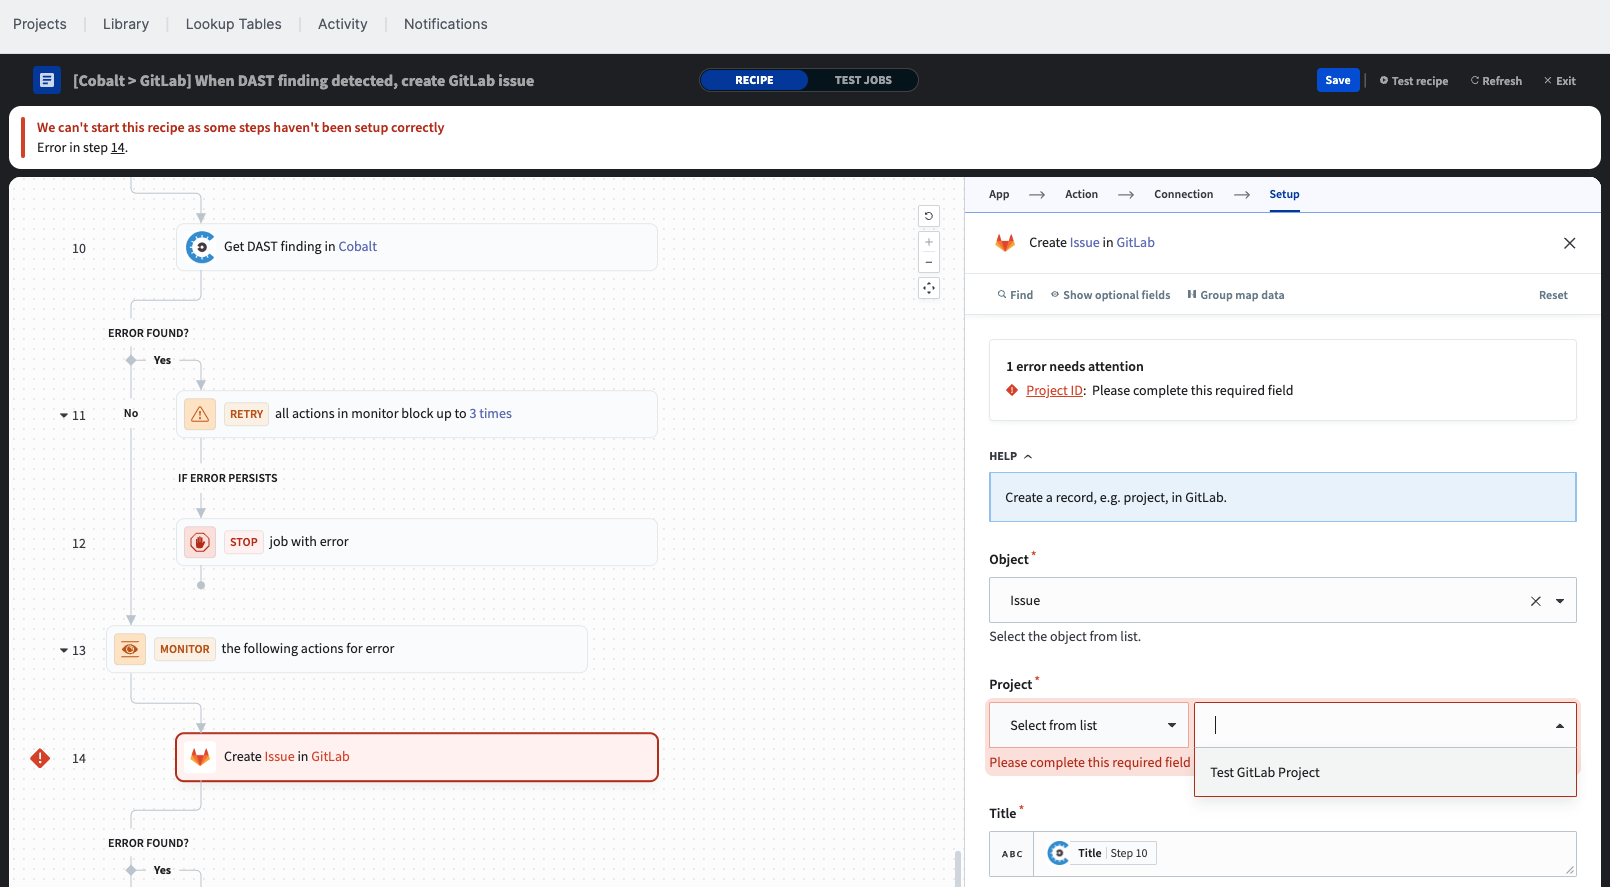 Projects Library Lookup Tables Activity Notifications
[Cobalt > GitLab] When DAST finding detected, create GitLab issue RECIPE TEST JOBS Save Test recipe Refresh Exit
We can't start this recipe as some steps haven't been setup correctly
Error in step 14.
10 Get DAST finding in Cobalt
ERROR FOUND?
Yes
No
11 RETRY all actions in monitor block up to 3 times
IF ERROR PERSISTS
12 STOP job with error
13 MONITOR the following actions for error
14 Create Issue in GitLab
ERROR FOUND?
Yes
App Action Connection Setup
Create Issue in GitLab
Find Show optional fields Group map data Reset
1 error needs attention
Project ID: Please complete this required field
HELP
Create a record, e.g. project, in GitLab.
Object *
Issue
Select the object from list.
Project *
Select from list
Please complete this required field
Test GitLab Project
Title *
ABC Title Step 10